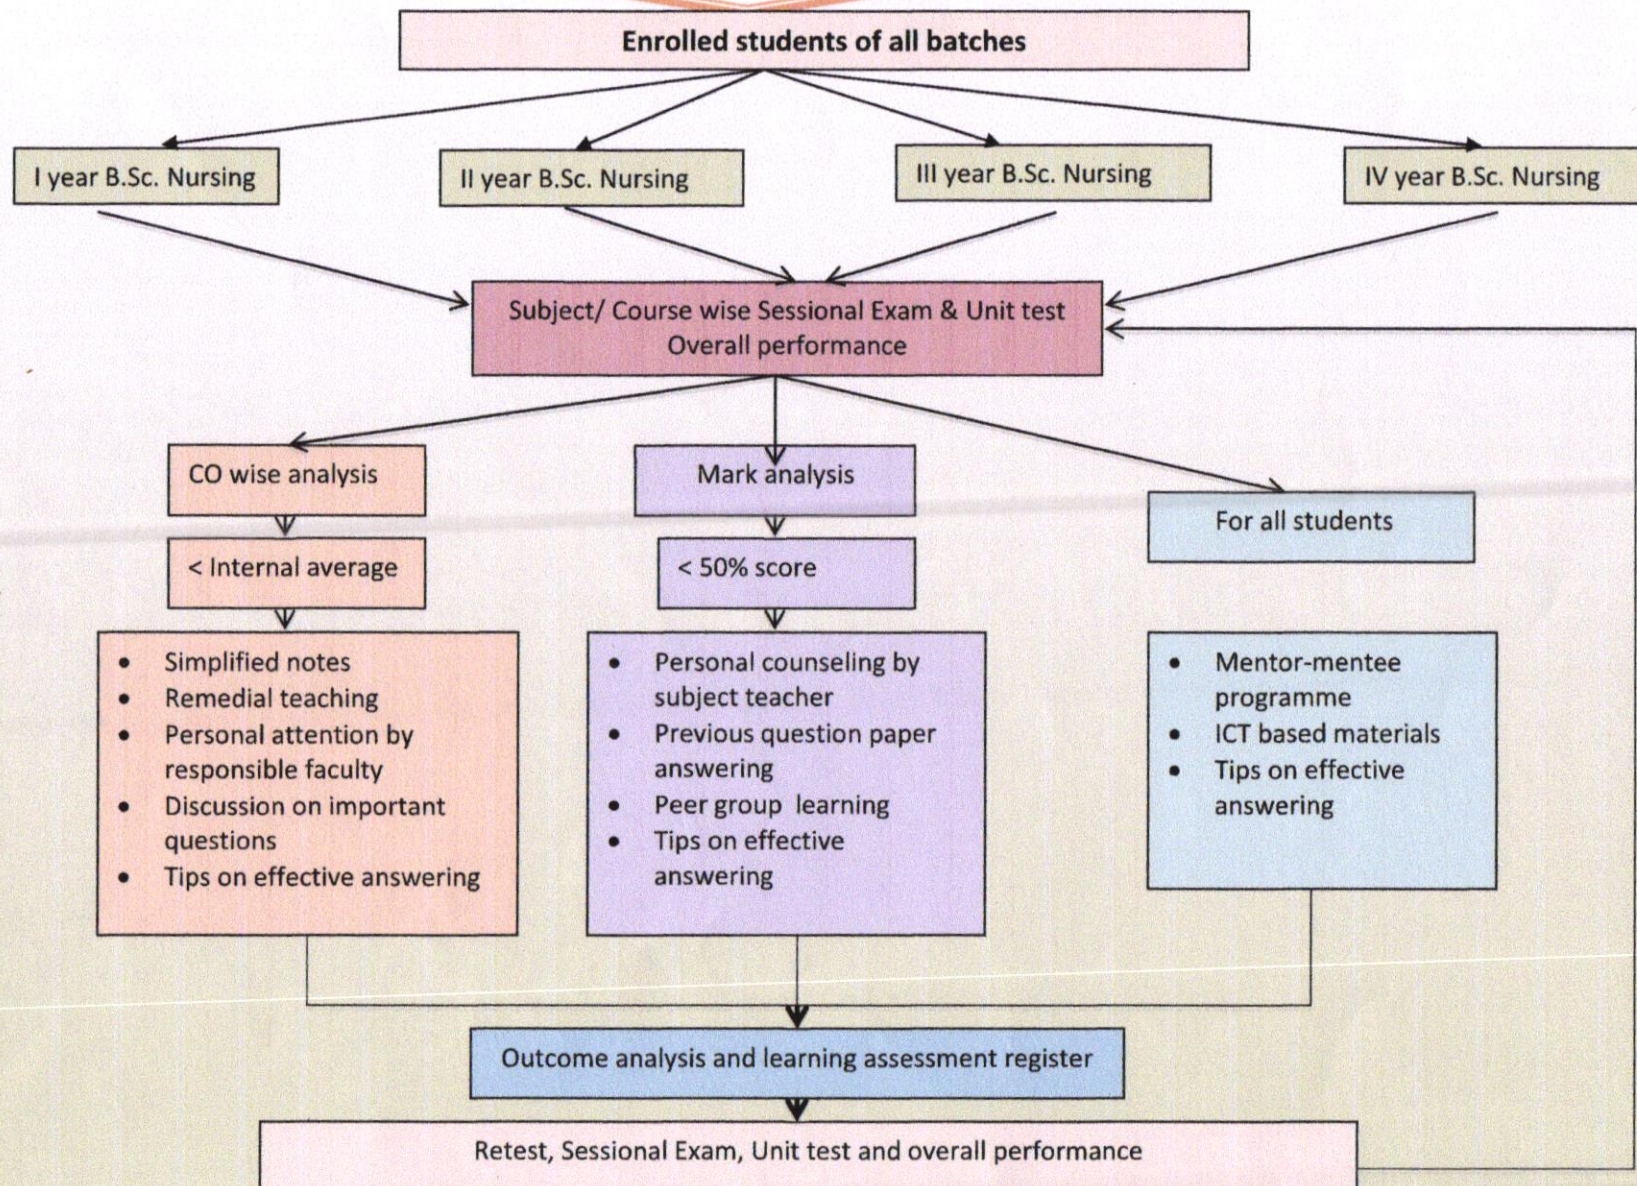 Enrolled students of all batches
I year B.Sc. Nursing
II year B.Sc. Nursing
III year B.Sc. Nursing
IV year B.Sc. Nursing
Subject/ Course wise Sessional Exam & Unit test
Overall performance
CO wise analysis
< Internal average
• Simplified notes
• Remedial teaching
• Personal attention by
responsible faculty
• Discussion on important
questions
• Tips on effective answering
Mark analysis
< 50% score
• Personal counseling by
subject teacher
• Previous question paper
answering
• Peer group learning
• Tips on effective
answering
For all students
• Mentor-mentee
programme
• ICT based materials
• Tips on effective
answering
Outcome analysis and learning assessment register
Retest, Sessional Exam, Unit test and overall performance